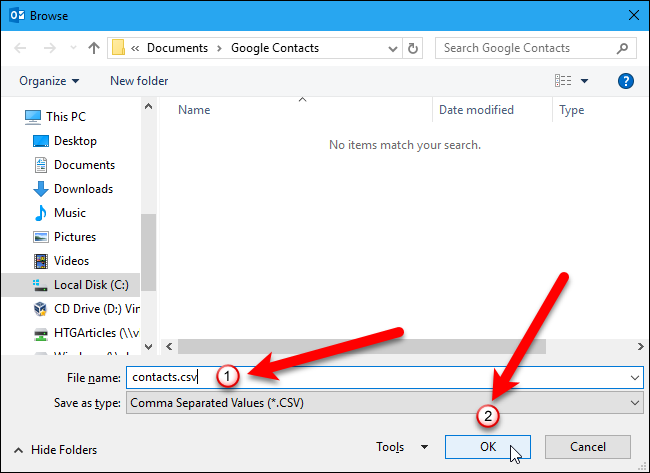 Browse
« Documents › Google Contacts
Search Google Contacts
Organize
New folder
?
This PC
Desktop
Documents
Downloads
Music
Pictures
Videos
Local Disk (C:)
CD Drive (D:) Vir
HTGArticles (\\v
Name
Date modified
Type
No items match your search.
File name:
contacts.csv
1
Save as type:
Comma Separated Values (*.CSV)
2
Hide Folders
Tools
OK
Cancel